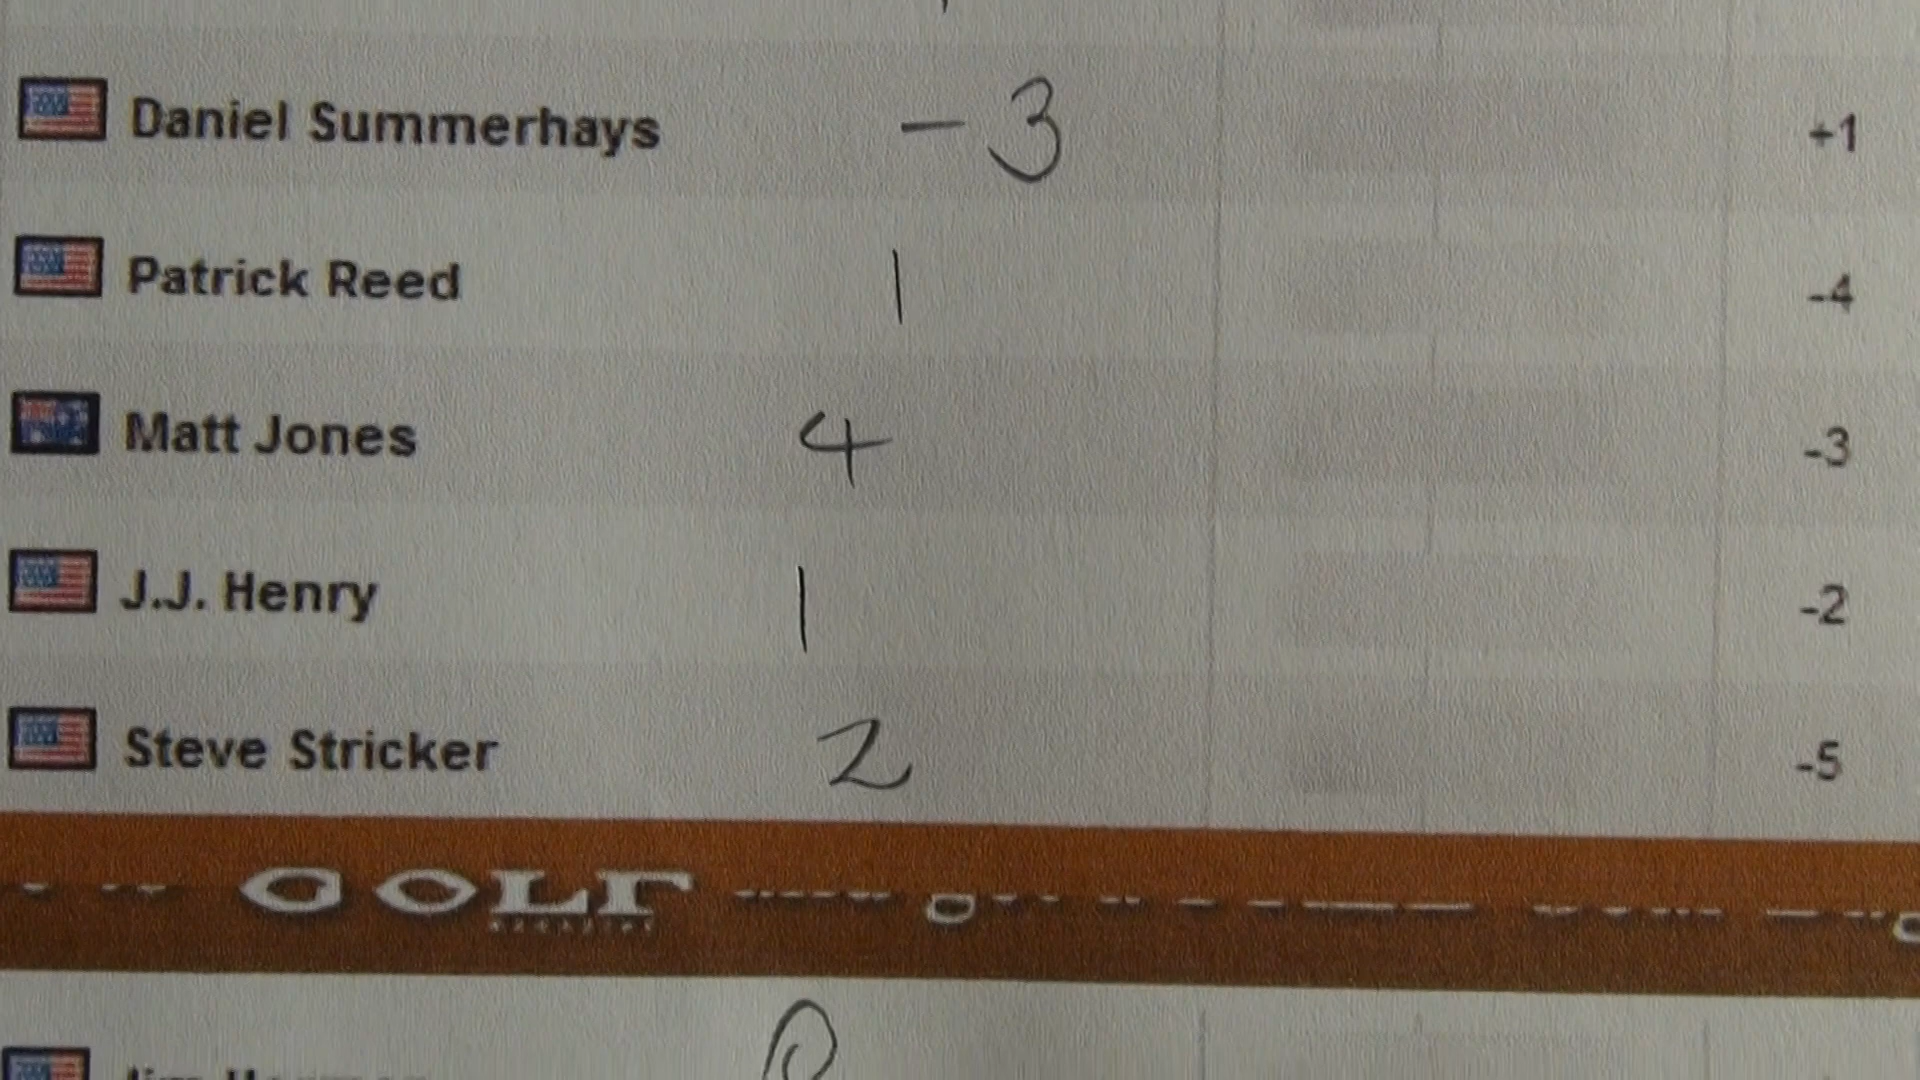 Daniel Summerhays -3 +1
Patrick Reed 1 -4
Matt Jones 4 -3
J.J. Henry 1 -2
Steve Stricker 2 -5
GOLF